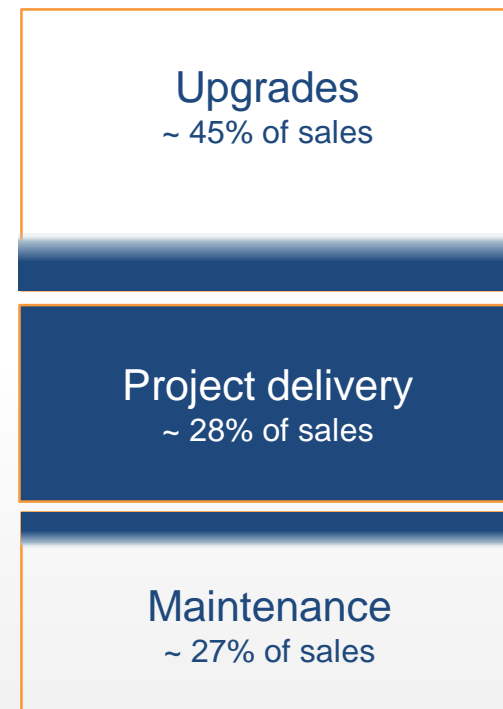 Upgrades
~ 45% of sales
Project delivery
~ 28% of sales
Maintenance
~ 27% of sales